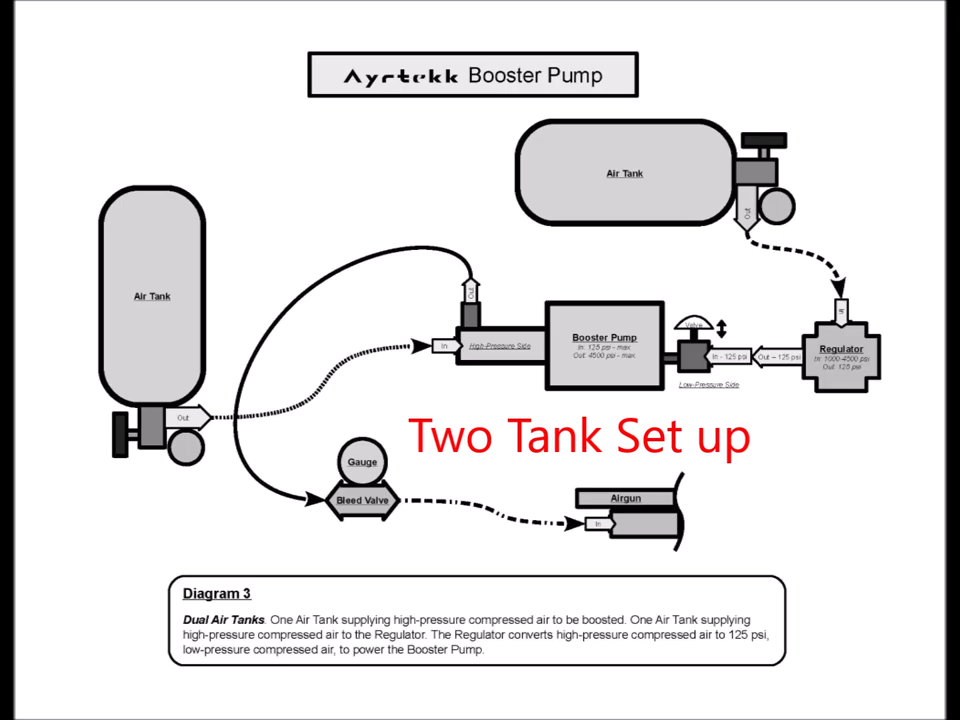 Ayrtekk Booster Pump
Air Tank
Out
Air Tank
Out
In
Out
In
High-Pressure Side
Booster Pump
In: 125 psi - max.
Out: 4500 psi - max.
Valve
In - 125 psi
Out – 125 psi
Low-Pressure Side
Regulator
In: 1000-4500 psi
Out: 125 psi
Two Tank Set up
Gauge
Bleed Valve
Airgun
In
Diagram 3
Dual Air Tanks. One Air Tank supplying high-pressure compressed air to be boosted. One Air Tank supplying
high-pressure compressed air to the Regulator. The Regulator converts high-pressure compressed air to 125 psi,
low-pressure compressed air, to power the Booster Pump.